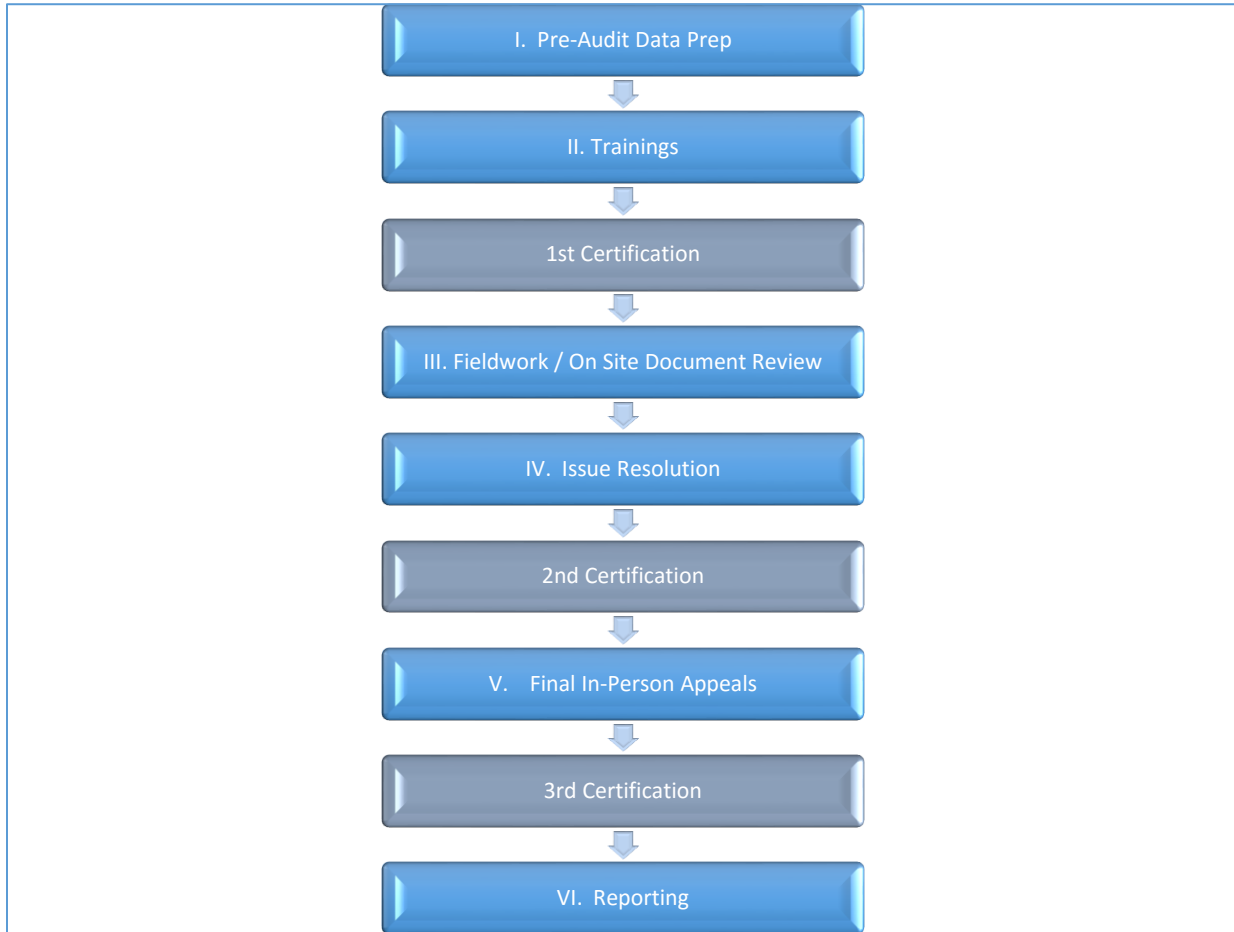 I. Pre-Audit Data Prep
II. Trainings
1st Certification
III. Fieldwork / On Site Document Review
IV. Issue Resolution
2nd Certification
V. Final In-Person Appeals
3rd Certification
VI. Reporting